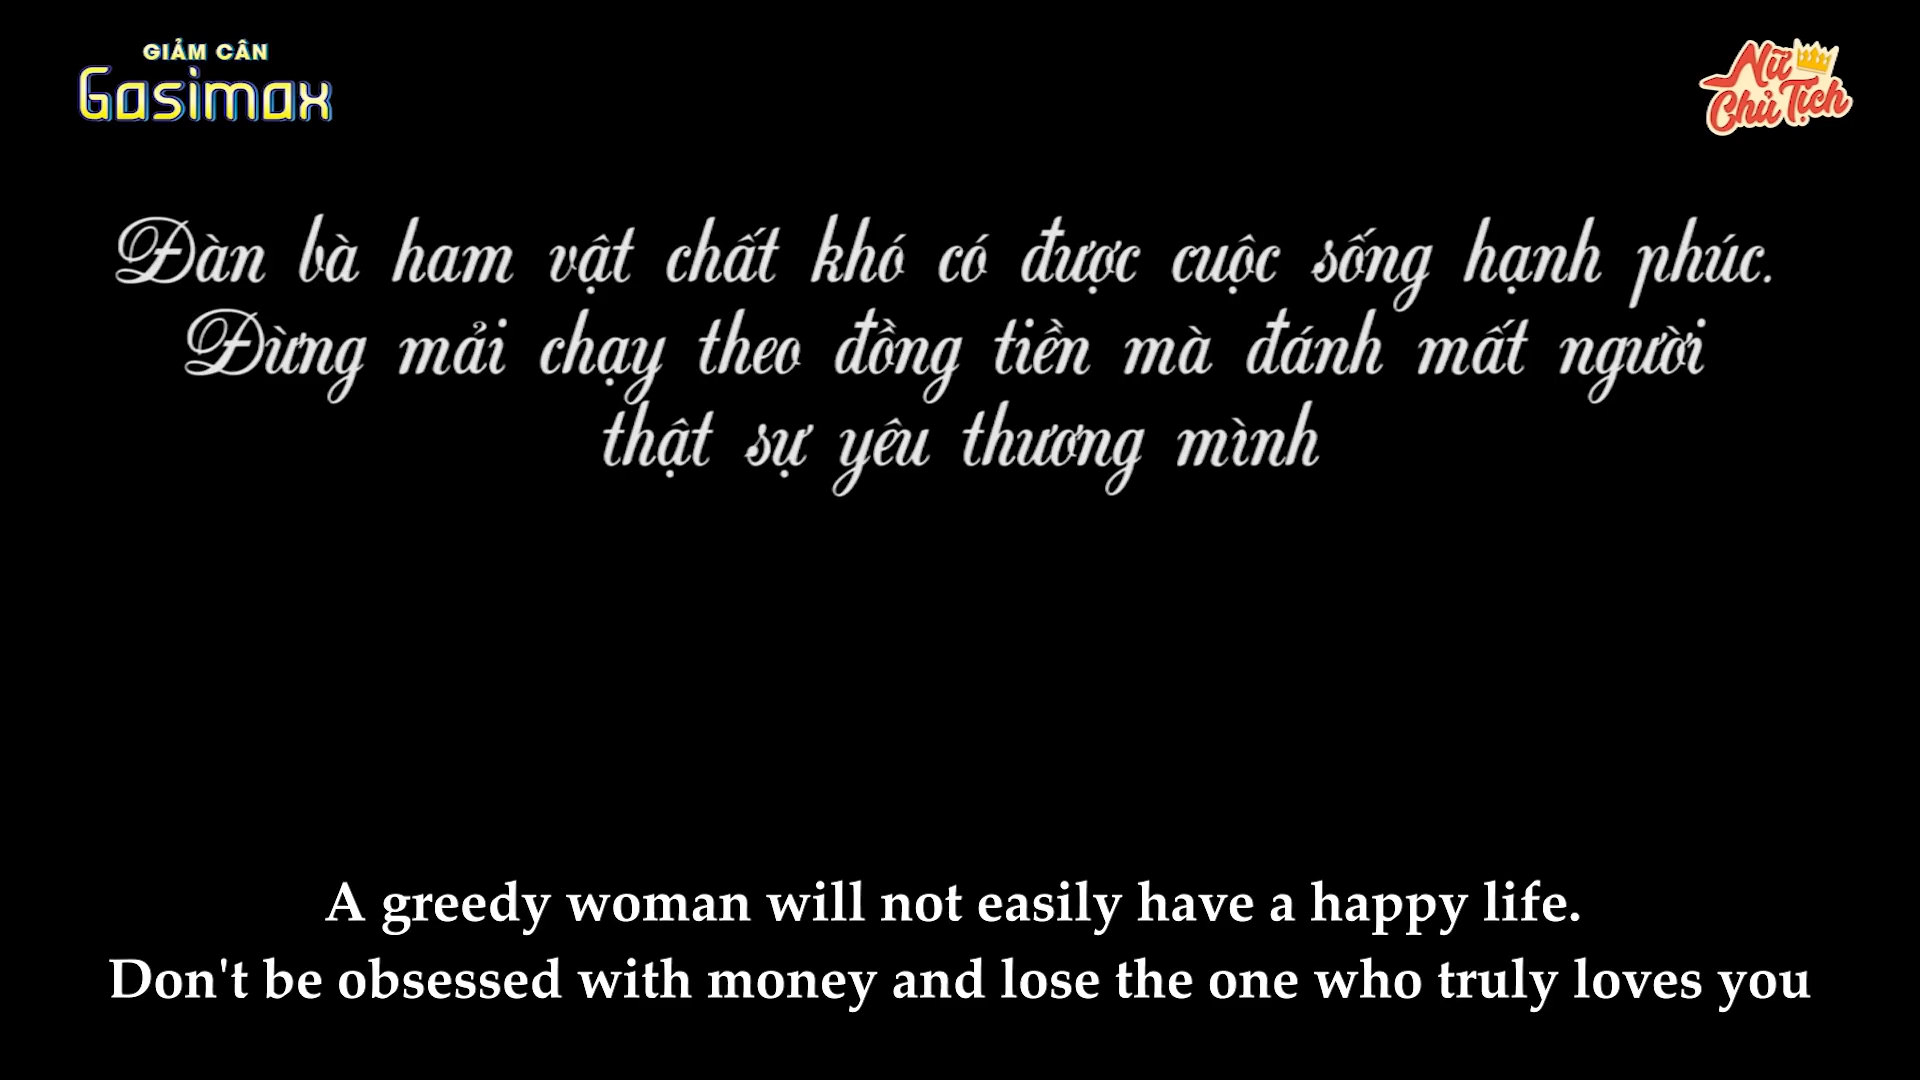 GIẢM CÂN
Gasimax
Nữ
Chủ Tịch
Đàn bà ham vật chất khó có được cuộc sống hạnh phúc.
Đừng mải chạy theo đồng tiền mà đánh mất người
thật sự yêu thương mình
A greedy woman will not easily have a happy life.
Don't be obsessed with money and lose the one who truly loves you